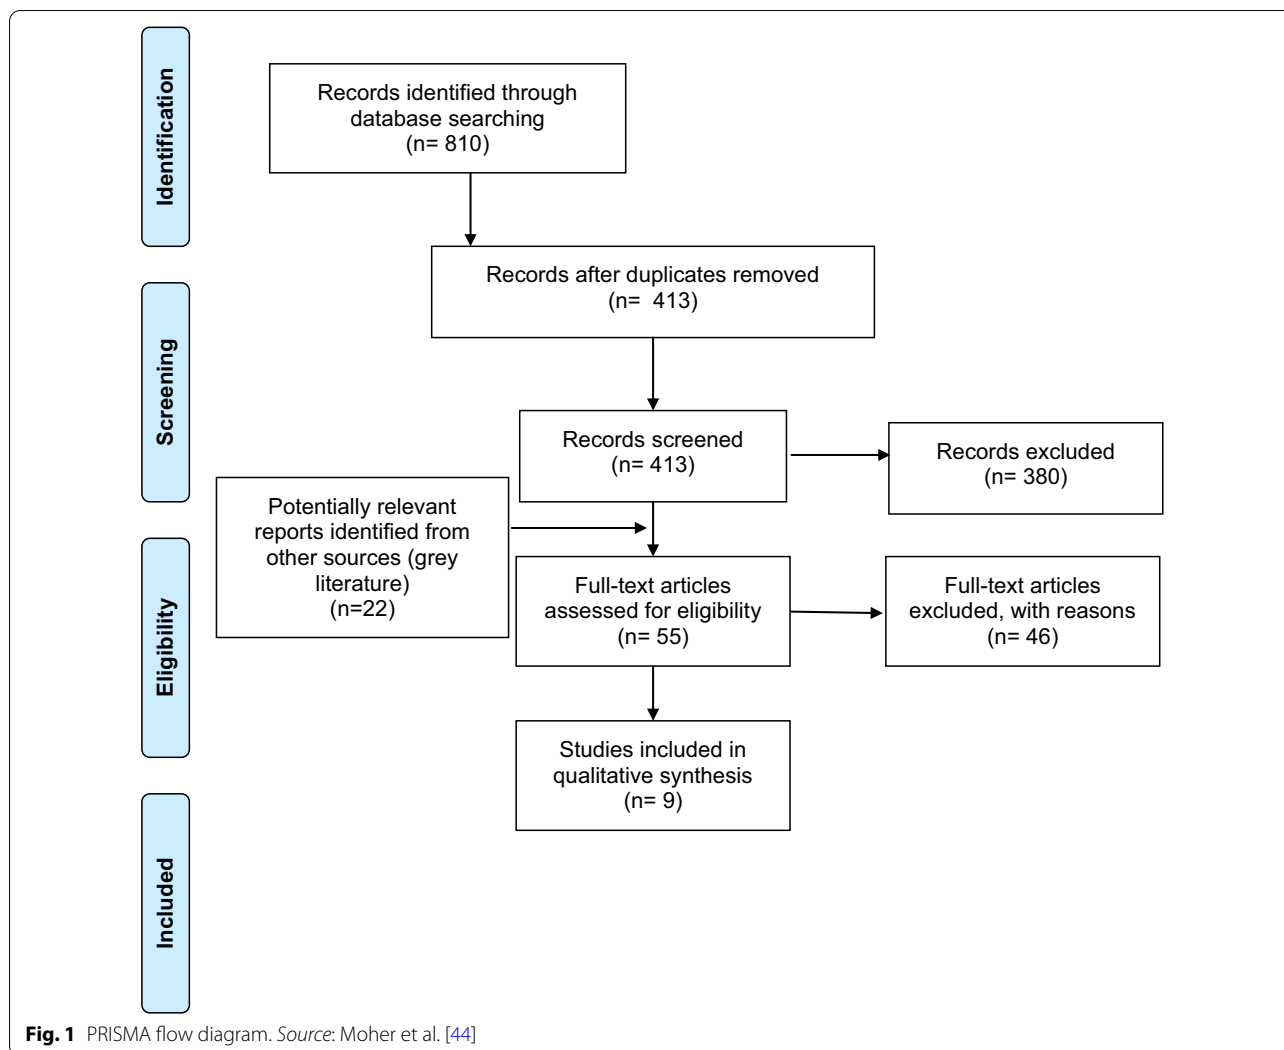 Identification
Records identified through
database searching
(n= 810)
Records after duplicates removed
(n=  413)
Screening
Records screened
(n= 413)
Records excluded
(n= 380)
Potentially relevant
reports identified from
other sources (grey
literature)
(n=22)
Eligibility
Full-text articles
assessed for eligibility
(n= 55)
Full-text articles
excluded, with reasons
(n= 46)
Studies included in
qualitative synthesis
(n= 9)
Included
Fig. 1 PRISMA flow diagram. Source: Moher et al. [44]